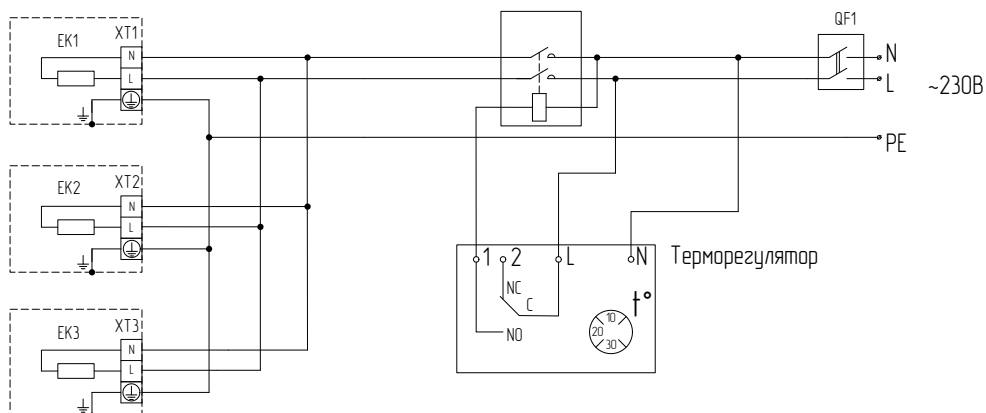 EK1
XT1
N
L
QF1
N
L
~230В
PE
EK2
XT2
N
L
1
2
L
N
Терморегулятор
NC
C
NO
t°
10
20
30
EK3
XT3
N
L